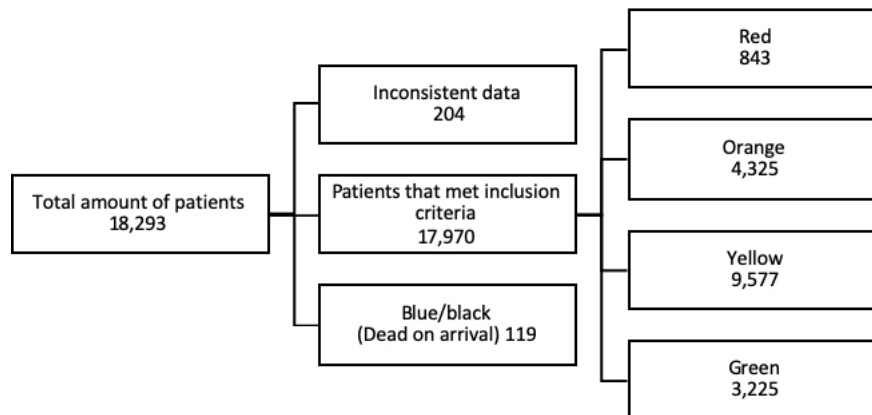 Total amount of patients
18,293
Inconsistent data
204
Patients that met inclusion
criteria
17,970
Blue/black
(Dead on arrival) 119
Red
843
Orange
4,325
Yellow
9,577
Green
3,225